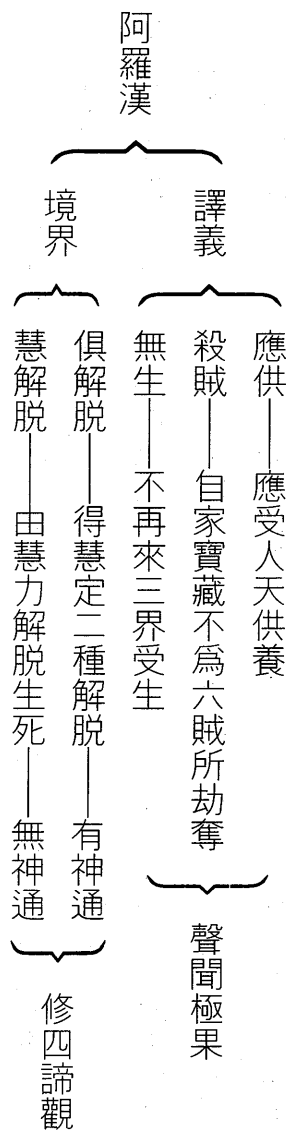 阿羅漢
譯義
應供——應受人天供養
殺賊——自家寶藏不爲六賊所劫奪
無生——不再來三界受生
聲聞極果
境界
俱解脱——得慧定二種解脱——有神通
慧解脱——由慧力解脱生死——無神通
修四諦觀